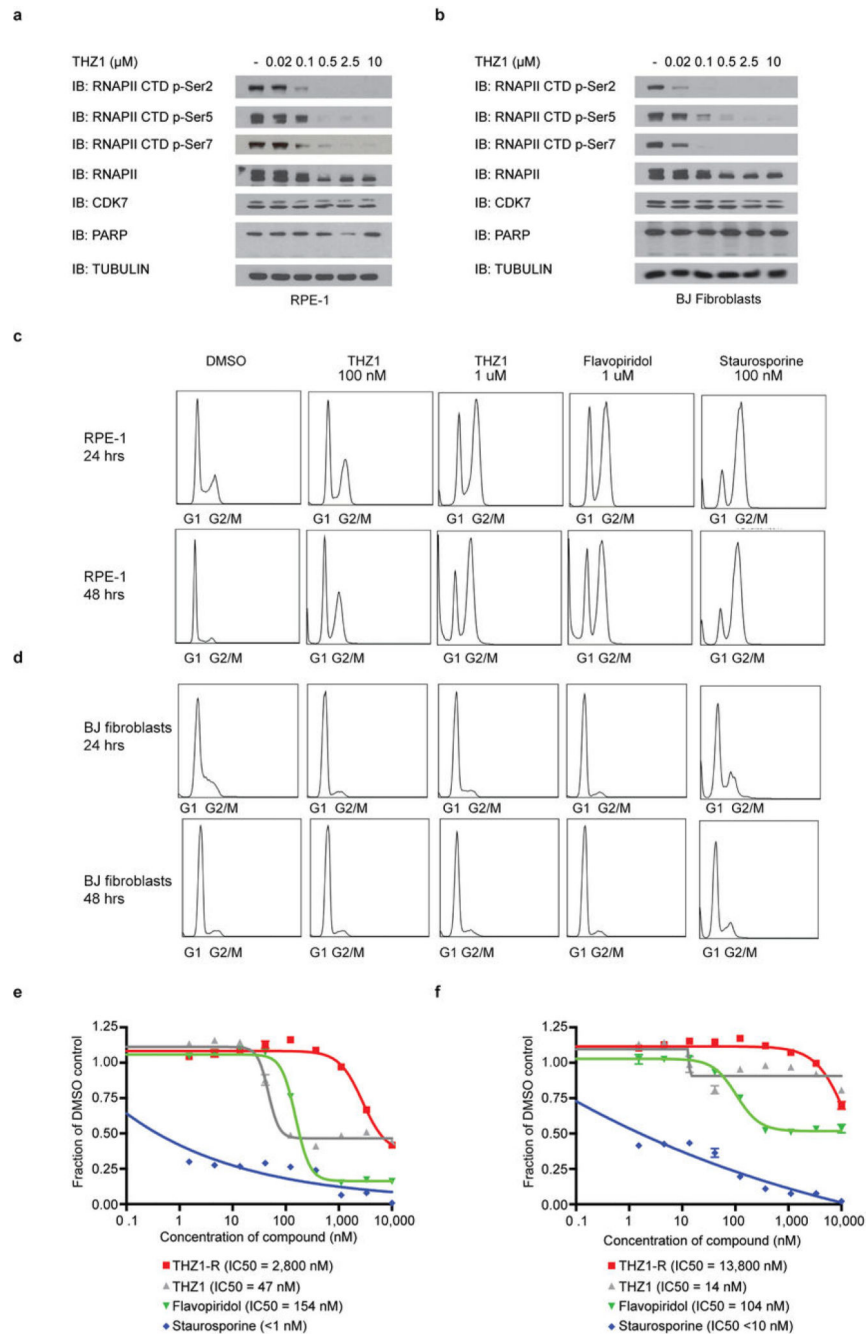 a
THZ1 (µM) - 0.02 0.1 0.5 2.5 10
IB: RNAPII CTD p-Ser2
IB: RNAPII CTD p-Ser5
IB: RNAPII CTD p-Ser7
IB: RNAPII
IB: CDK7
IB: PARP
IB: TUBULIN
RPE-1
b
THZ1 (µM) - 0.02 0.1 0.5 2.5 10
IB: RNAPII CTD p-Ser2
IB: RNAPII CTD p-Ser5
IB: RNAPII CTD p-Ser7
IB: RNAPII
IB: CDK7
IB: PARP
IB: TUBULIN
BJ Fibroblasts
c
DMSO
THZ1
100 nM
THZ1
1 uM
Flavopiridol
1 uM
Staurosporine
100 nM
RPE-1
24 hrs
G1 G2/M G1 G2/M G1 G2/M G1 G2/M G1 G2/M
RPE-1
48 hrs
G1 G2/M G1 G2/M G1 G2/M G1 G2/M G1 G2/M
d
BJ fibroblasts
24 hrs
G1 G2/M G1 G2/M G1 G2/M G1 G2/M G1 G2/M
BJ fibroblasts
48 hrs
G1 G2/M G1 G2/M G1 G2/M G1 G2/M G1 G2/M
e
Fraction of DMSO control
1.25
1.00
0.75
0.50
0.25
0.00
0.1 1 10 100 1,000 10,000
Concentration of compound (nM)
THZ1-R (IC50 = 2,800 nM)
THZ1 (IC50 = 47 nM)
Flavopiridol (IC50 = 154 nM)
Staurosporine (<1 nM)
f
Fraction of DMSO control
1.25
1.00
0.75
0.50
0.25
0.00
0.1 1 10 100 1,000 10,000
Concentration of compound (nM)
THZ1-R (IC50 = 13,800 nM)
THZ1 (IC50 = 14 nM)
Flavopiridol (IC50 = 104 nM)
Staurosporine (IC50 <10 nM)